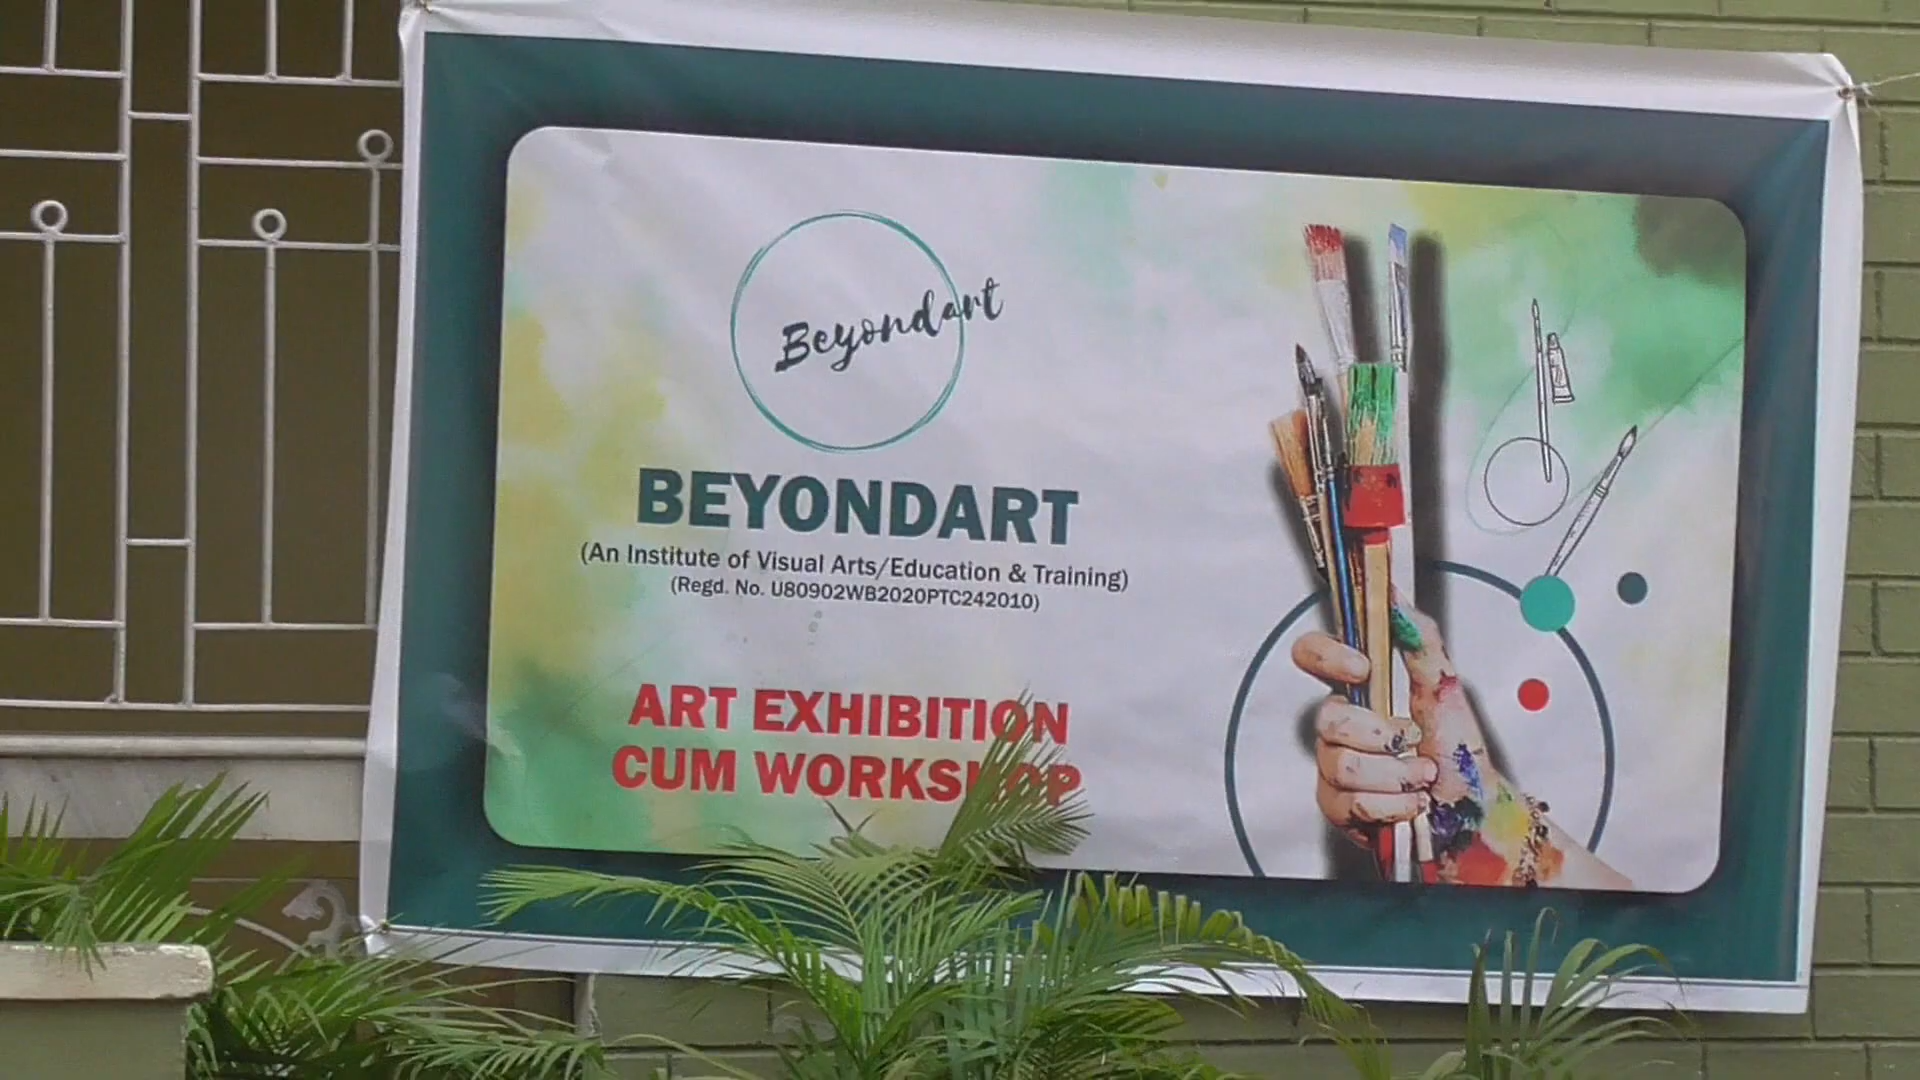 Beyondart
BEYONDART
(An Institute of Visual Arts/Education & Training)
(Regd. No. U80902WB2020PTC242010)
ART EXHIBITION
CUM WORKSHOP